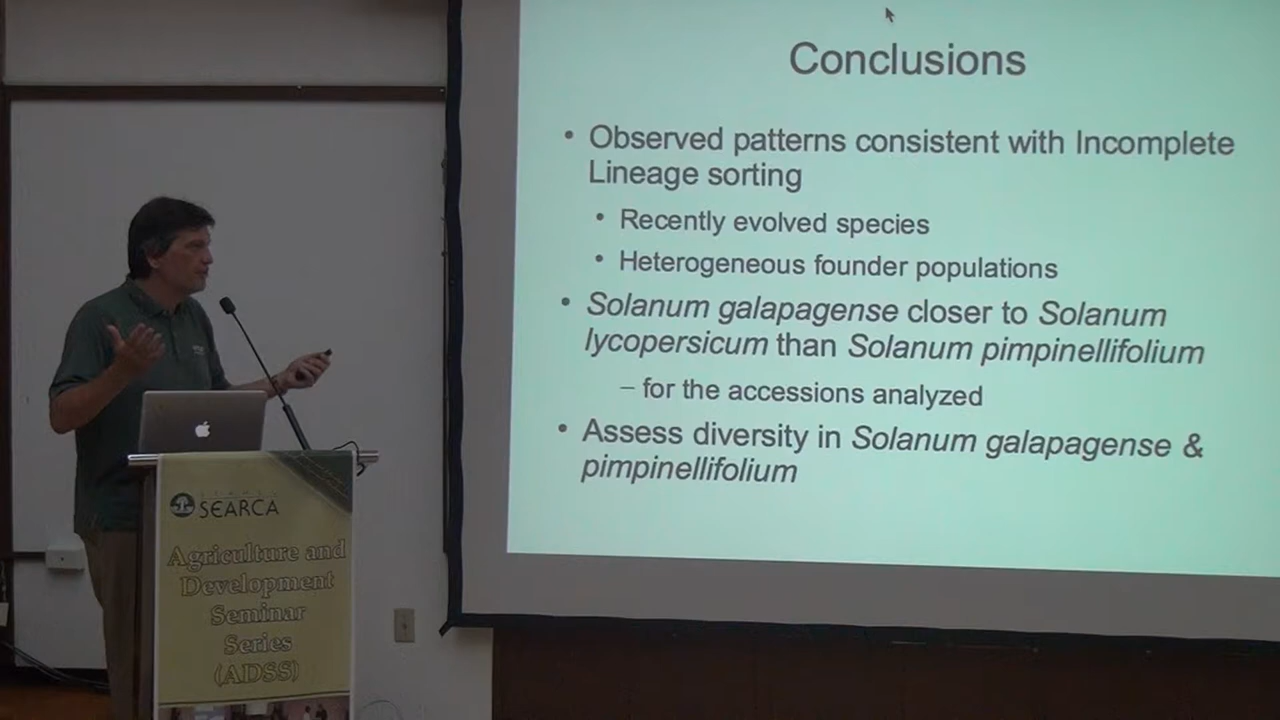 Conclusions
• Observed patterns consistent with Incomplete
Lineage sorting
• Recently evolved species
• Heterogeneous founder populations
• Solanum galapagense closer to Solanum
lycopersicum than Solanum pimpinellifolium
– for the accessions analyzed
• Assess diversity in Solanum galapagense &
pimpinellifolium
SEARCA
Agriculture and
Development
Seminar
Series
(ADSS)